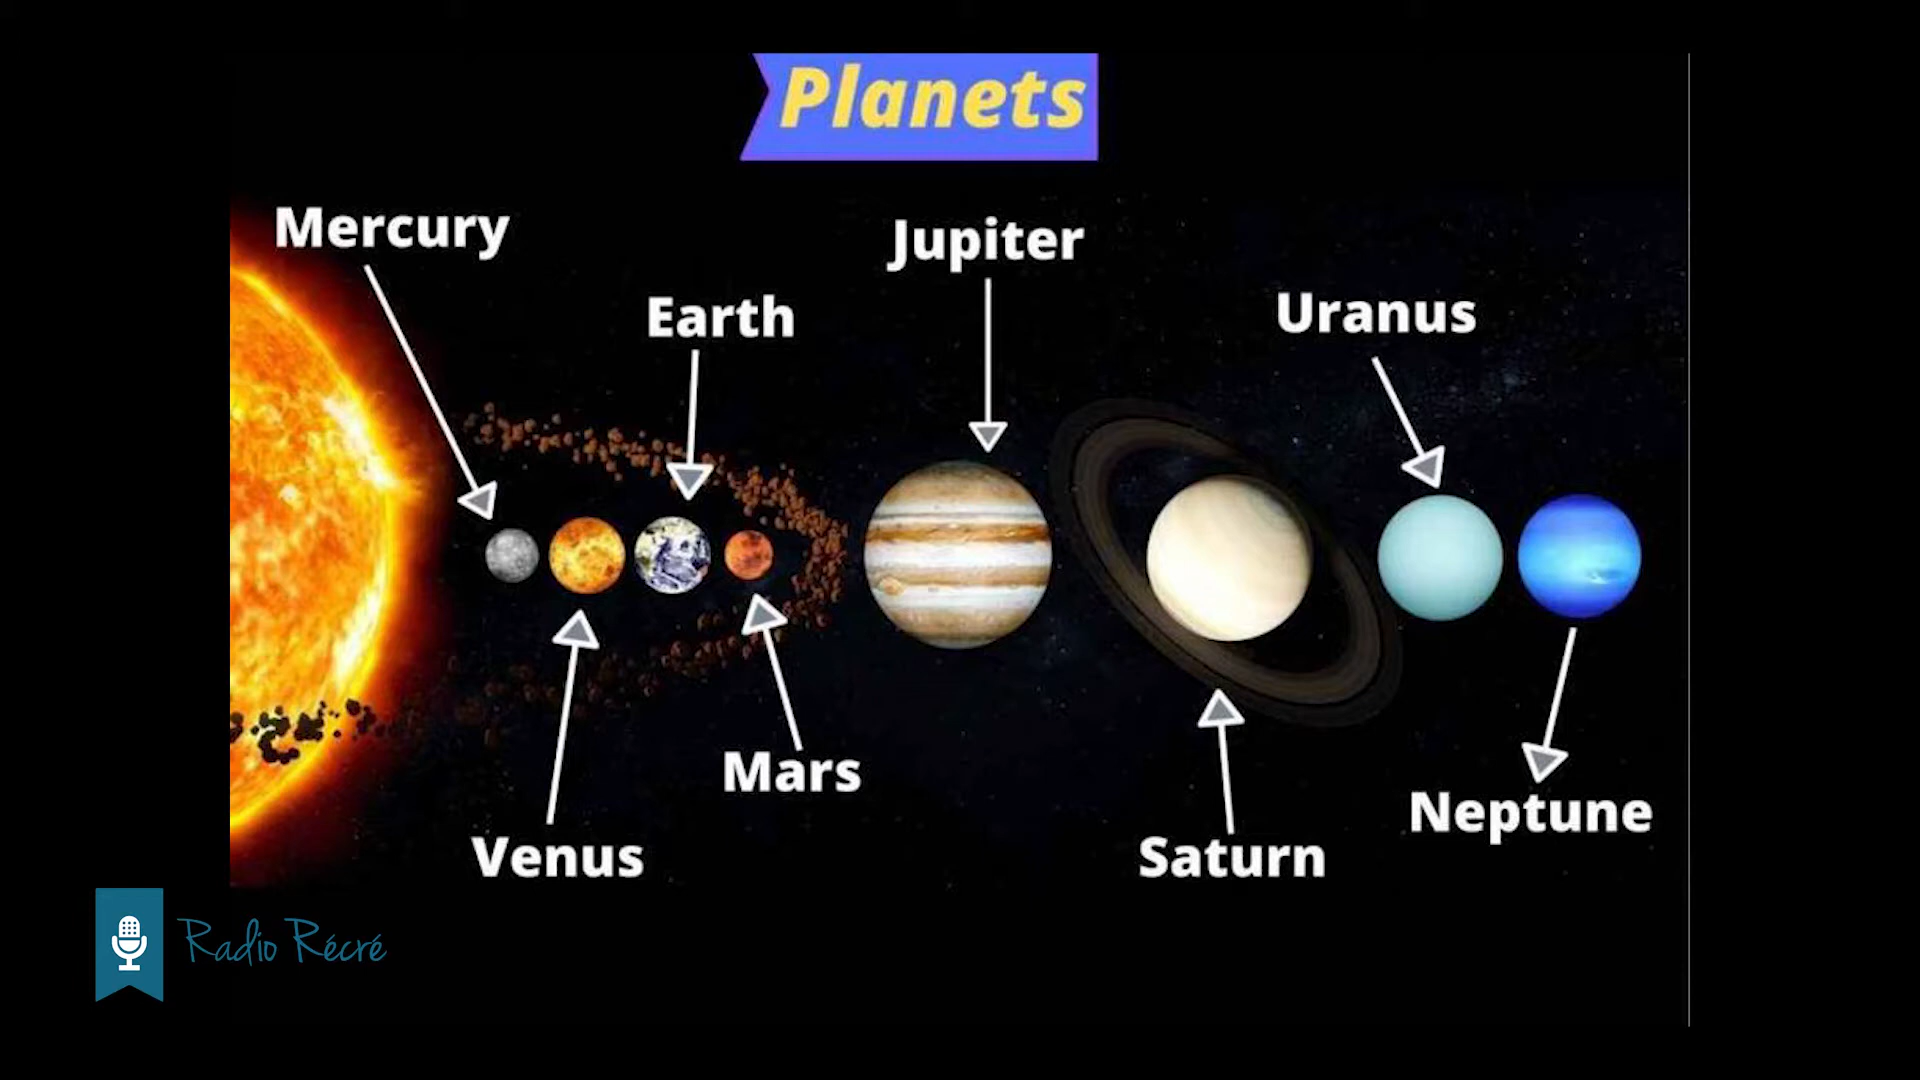 Planets
Mercury
Jupiter
Earth
Uranus
Mars
Neptune
Venus
Saturn
Radio Récré